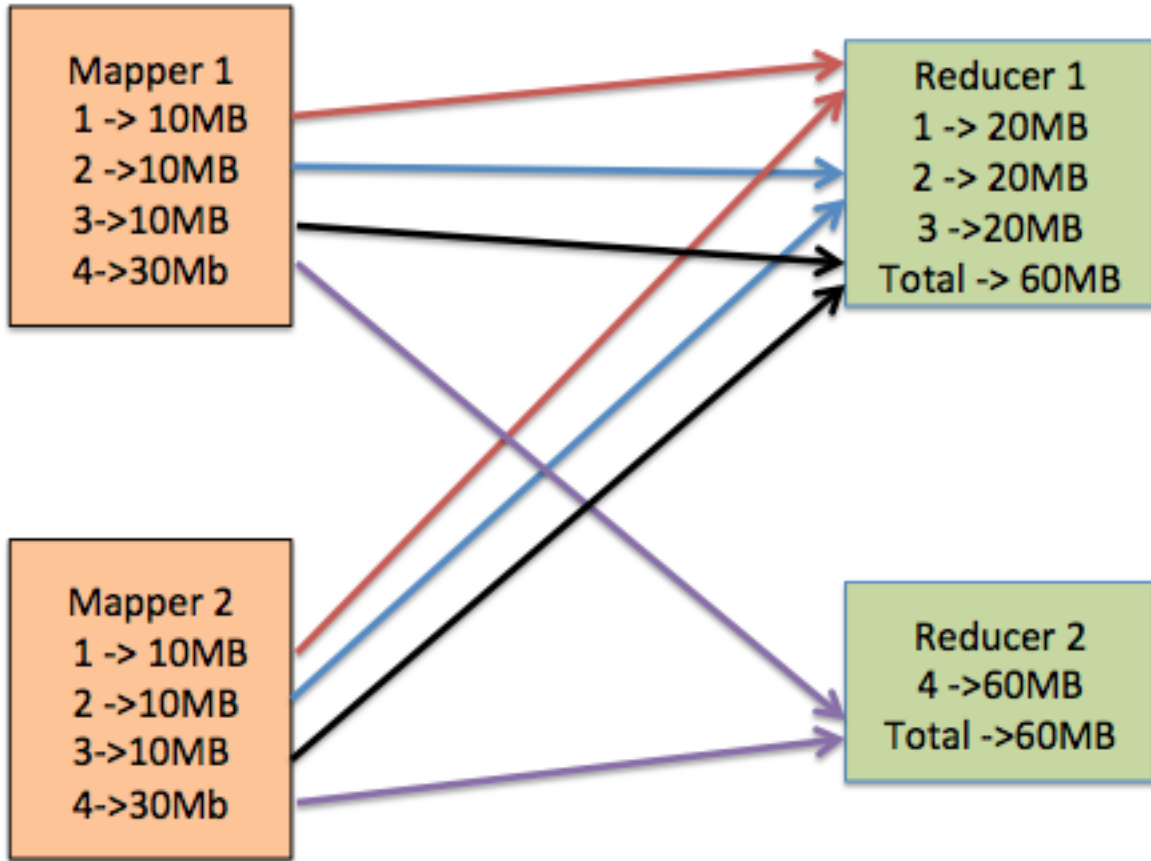 Mapper 1
1 -> 10MB
2 ->10MB
3->10MB
4->30Mb
Reducer 1
1 -> 20MB
2 -> 20MB
3 ->20MB
Total -> 60MB
Mapper 2
1 -> 10MB
2 ->10MB
3->10MB
4->30Mb
Reducer 2
4 ->60MB
Total ->60MB